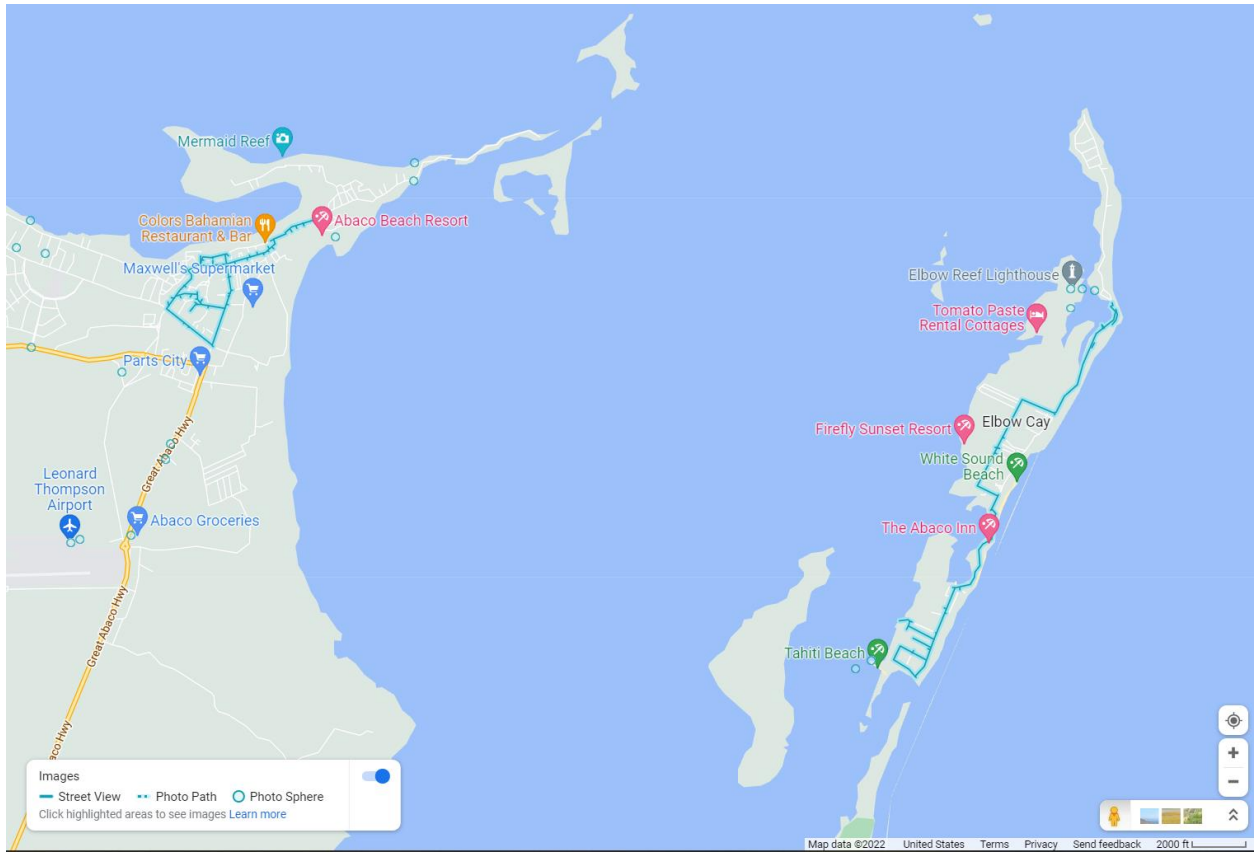 Mermaid Reef
Colors Bahamian
Restaurant & Bar
Abaco Beach Resort
Maxwell's Supermarket
Elbow Reef Lighthouse
Tomato Paste
Rental Cottages
Parts City
Great Abaco Hwy
Firefly Sunset Resort
Elbow Cay
White Sound
Beach
Leonard
Thompson
Airport
Abaco Groceries
The Abaco Inn
Great Abaco Hwy
Tahiti Beach
aco Hwy
Images
Street View Photo Path Photo Sphere
Click highlighted areas to see images Learn more
Map data ©2022 United States Terms Privacy Send feedback 2000 ft